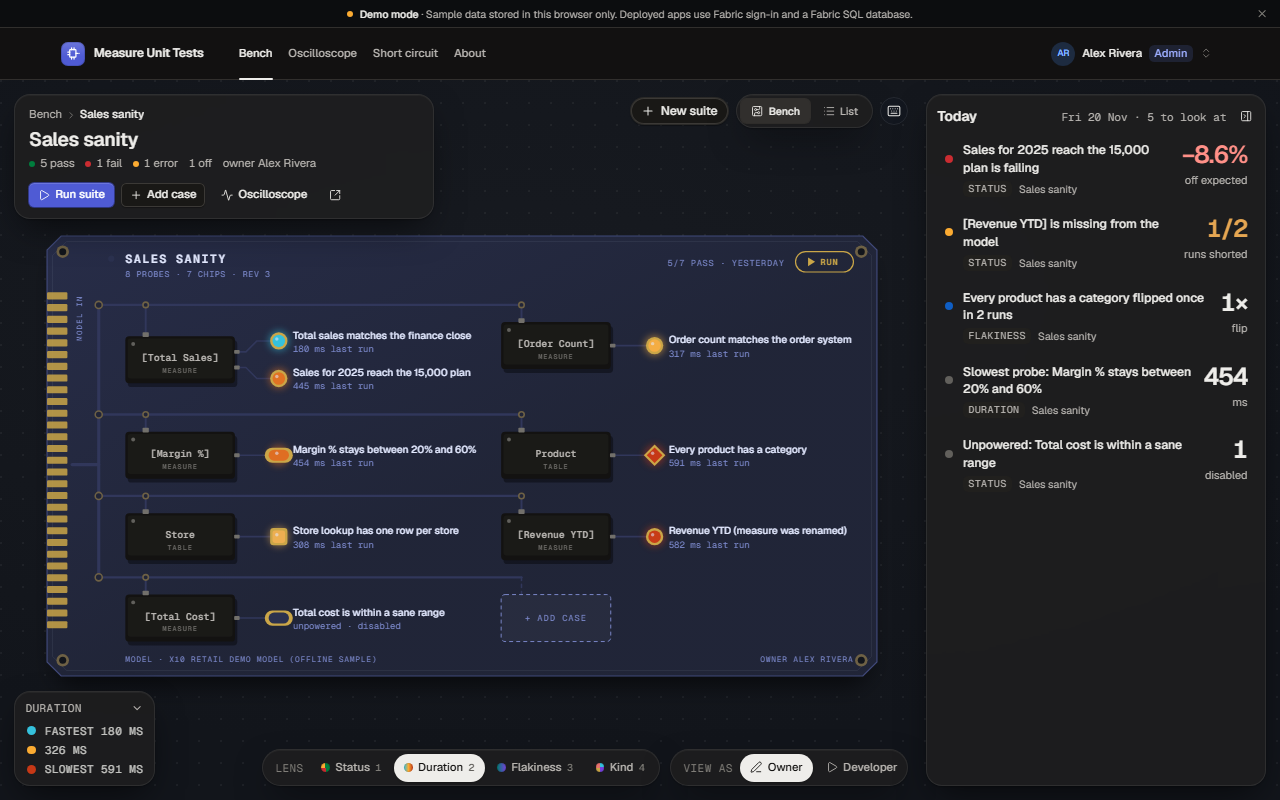 Demo mode · Sample data stored in this browser only. Deployed apps use Fabric sign-in and a Fabric SQL database.
Measure Unit Tests
Bench
Oscilloscope
Short circuit
About
AR
Alex Rivera
Admin
Bench > Sales sanity
Sales sanity
5 pass
1 fail
1 error
1 off
owner Alex Rivera
Run suite
+ Add case
Oscilloscope
+ New suite
Bench
List
SALES SANITY
8 PROBES · 7 CHIPS · REV 3
5/7 PASS · YESTERDAY
RUN
MODEL IN
[Total Sales]
MEASURE
Total sales matches the finance close
180 ms last run
Sales for 2025 reach the 15,000 plan
445 ms last run
[Order Count]
MEASURE
Order count matches the order system
317 ms last run
[Margin %]
MEASURE
Margin % stays between 20% and 60%
454 ms last run
Product
TABLE
Every product has a category
591 ms last run
Store
TABLE
Store lookup has one row per store
308 ms last run
[Revenue YTD]
MEASURE
Revenue YTD (measure was renamed)
582 ms last run
[Total Cost]
MEASURE
Total cost is within a sane range
unpowered · disabled
+ ADD CASE
MODEL · X10 RETAIL DEMO MODEL (OFFLINE SAMPLE)
OWNER ALEX RIVERA
DURATION
FASTEST 180 MS
326 MS
SLOWEST 591 MS
LENS
Status 1
Duration 2
Flakiness 3
Kind 4
VIEW AS
Owner
Developer
Today
Fri 20 Nov · 5 to look at
Sales for 2025 reach the 15,000
plan is failing
STATUS Sales sanity
−8.6%
off expected
[Revenue YTD] is missing from the
model
STATUS Sales sanity
1/2
runs shorted
Every product has a category flipped once
in 2 runs
FLAKINESS Sales sanity
1×
flip
Slowest probe: Margin % stays between
20% and 60%
DURATION Sales sanity
454
ms
Unpowered: Total cost is within a sane
range
STATUS Sales sanity
1
disabled